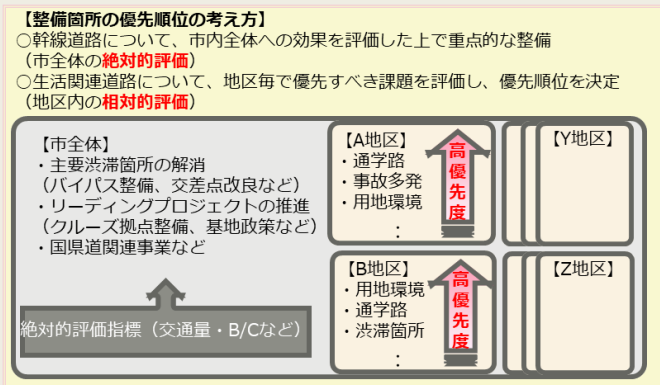 【整備箇所の優先順位の考え方】
○幹線道路について、市内全体への効果を評価した上で重点的な整備
（市全体の絶対的評価）
○生活関連道路について、地区毎で優先すべき課題を評価し、優先順位を決定
（地区内の相対的評価）
【市全体】
・主要渋滞箇所の解消
（バイパス整備、交差点改良など）
・リーディングプロジェクトの推進
（クルーズ拠点整備、基地政策など）
・国県道関連事業など
絶対的評価指標（交通量・B/Cなど）
【A地区】
・通学路
・事故多発
・用地環境
：
高優先度
【Y地区】
【B地区】
・用地環境
・通学路
・渋滞箇所
：
高優先度
【Z地区】